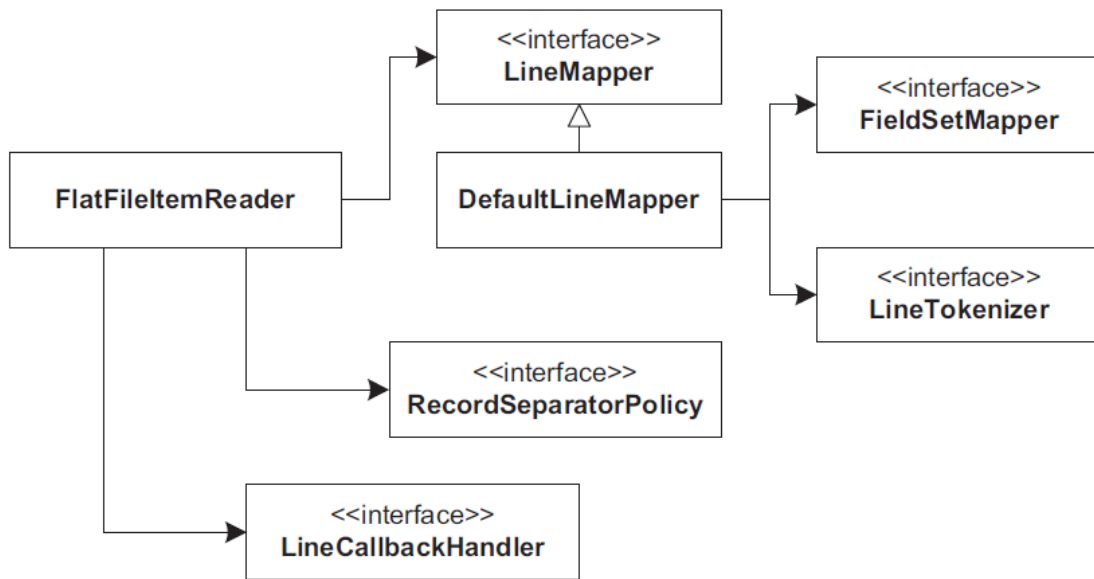 <<interface>>
LineMapper
<<interface>>
FieldSetMapper
FlatFileItemReader
DefaultLineMapper
<<interface>>
LineTokenizer
<<interface>>
RecordSeparatorPolicy
<<interface>>
LineCallbackHandler